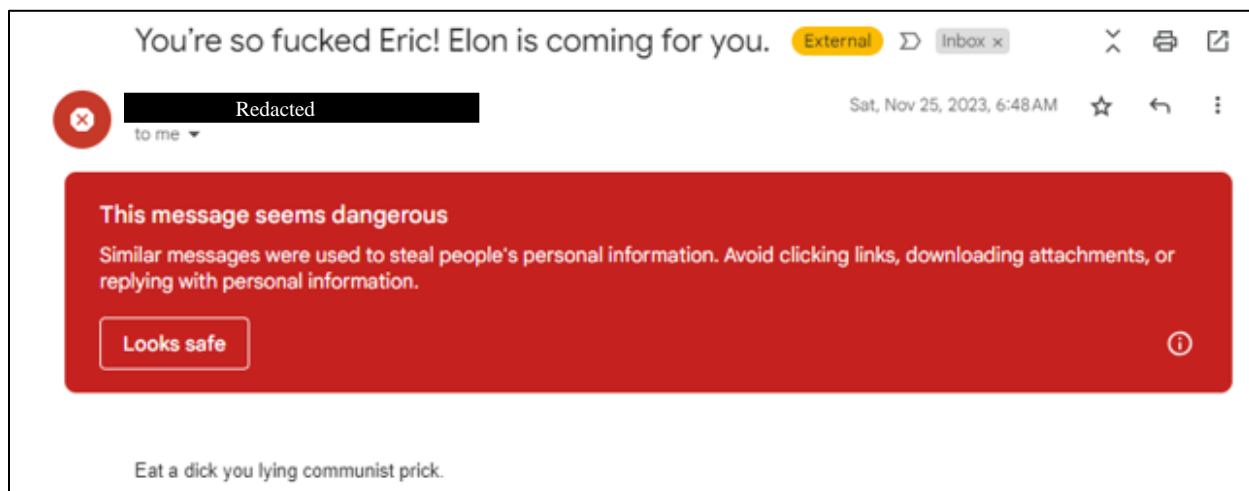 You're so fucked Eric! Elon is coming for you. External Inbox ×
Redacted
Sat, Nov 25, 2023, 6:48 AM
to me
This message seems dangerous
Similar messages were used to steal people's personal information. Avoid clicking links, downloading attachments, or
replying with personal information.
Looks safe
Eat a dick you lying communist prick.